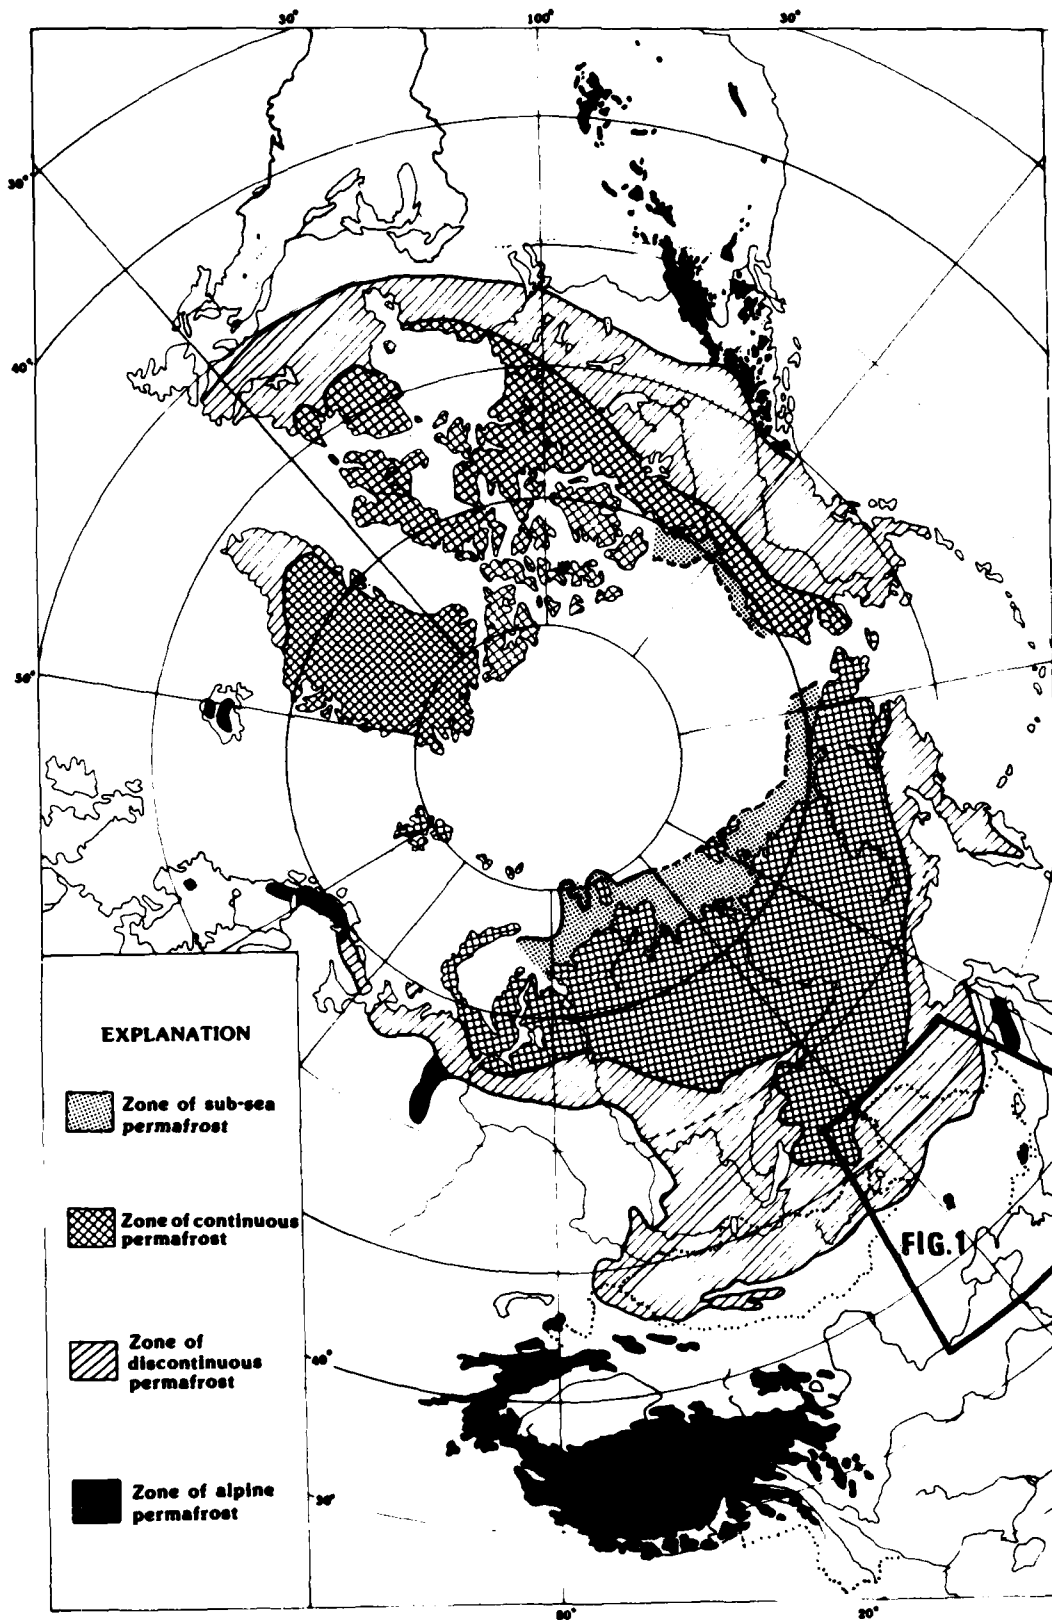 30°
100°
30°
30°
40°
50°
EXPLANATION
Zone of sub-sea
permafrost
Zone of continuous
permafrost
Zone of
discontinuous
permafrost
Zone of alpine
permafrost
FIG.1
40°
30°
80°
20°